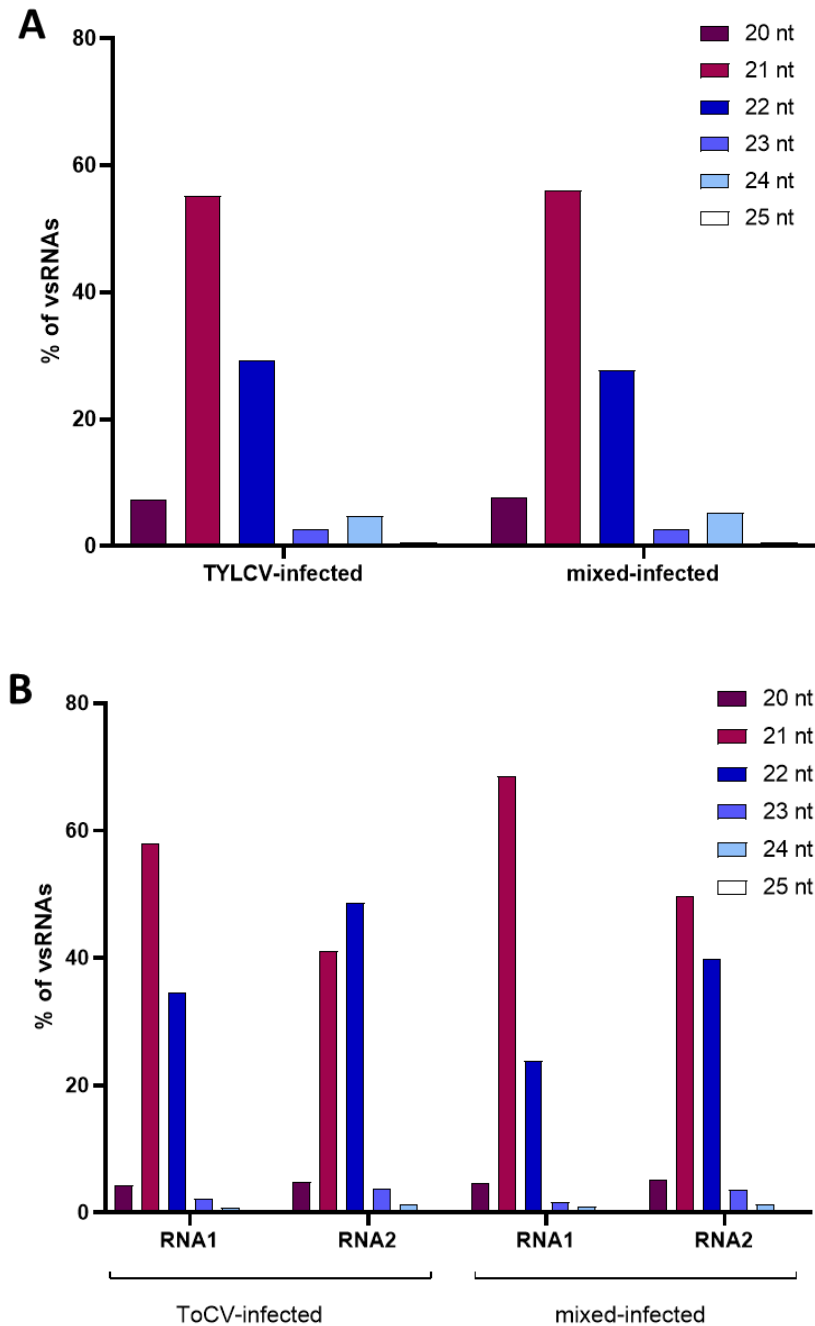 A
80
60
40
20
0
% of vsRNAs
20 nt
21 nt
22 nt
23 nt
24 nt
25 nt
TYLCV-infected
mixed-infected
B
80
60
40
20
0
% of vsRNAs
20 nt
21 nt
22 nt
23 nt
24 nt
25 nt
RNA1
RNA2
RNA1
RNA2
ToCV-infected
mixed-infected